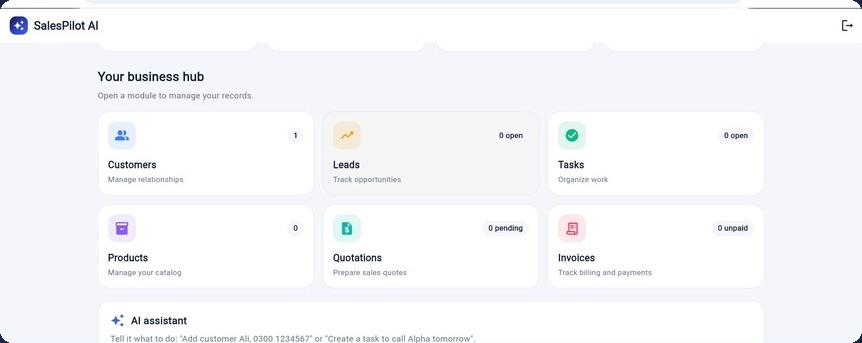 SalesPilot AI
Your business hub
Open a module to manage your records.
1
Customers
Manage relationships
0 open
Leads
Track opportunities
0 open
Tasks
Organize work
0
Products
Manage your catalog
0 pending
Quotations
Prepare sales quotes
0 unpaid
Invoices
Track billing and payments
AI assistant
Tell it what to do: "Add customer Ali, 0300 1234567" or "Create a task to call Alpha tomorrow".